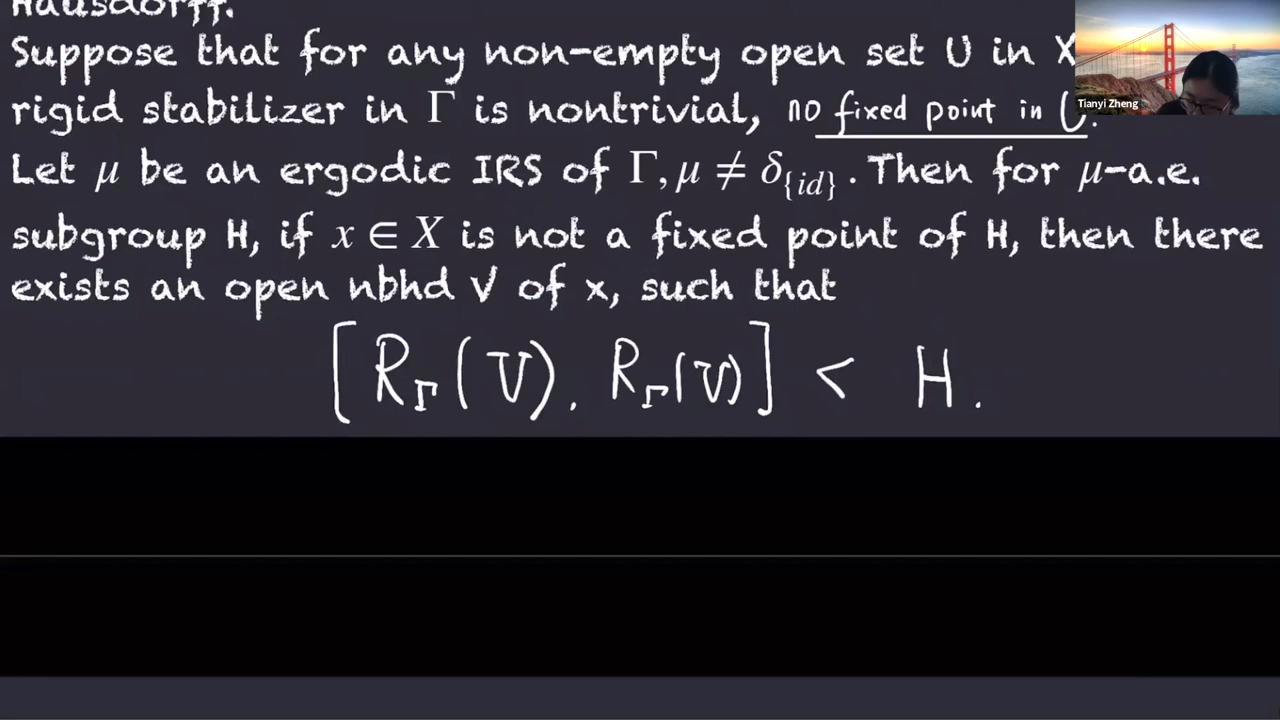 Hausdorff.
Suppose that for any non-empty open set U in X
rigid stabilizer in Γ is nontrivial, no fixed point in U.
Let μ be an ergodic IRS of Γ, μ ≠ δ_{id}. Then for μ-a.e.
subgroup H, if x ∈ X is not a fixed point of H, then there
exists an open nbhd V of x, such that
[R_Γ(V), R_Γ(V)] < H.
Tianyi Zheng